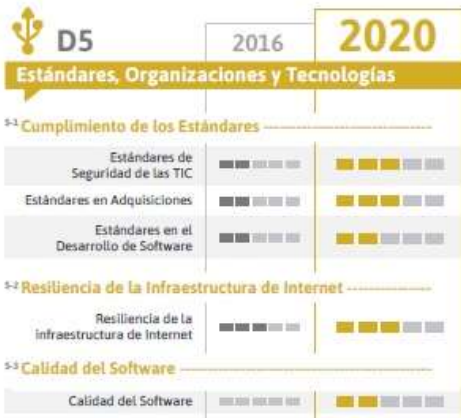 D5 2016 2020
Estándares, Organizaciones y Tecnologías
5-1 Cumplimiento de los Estándares
Estándares de
Seguridad de las TIC
Estándares en Adquisiciones
Estándares en el
Desarrollo de Software
5-2 Resiliencia de la Infraestructura de Internet
Resiliencia de la
infraestructura de Internet
5-3 Calidad del Software
Calidad del Software